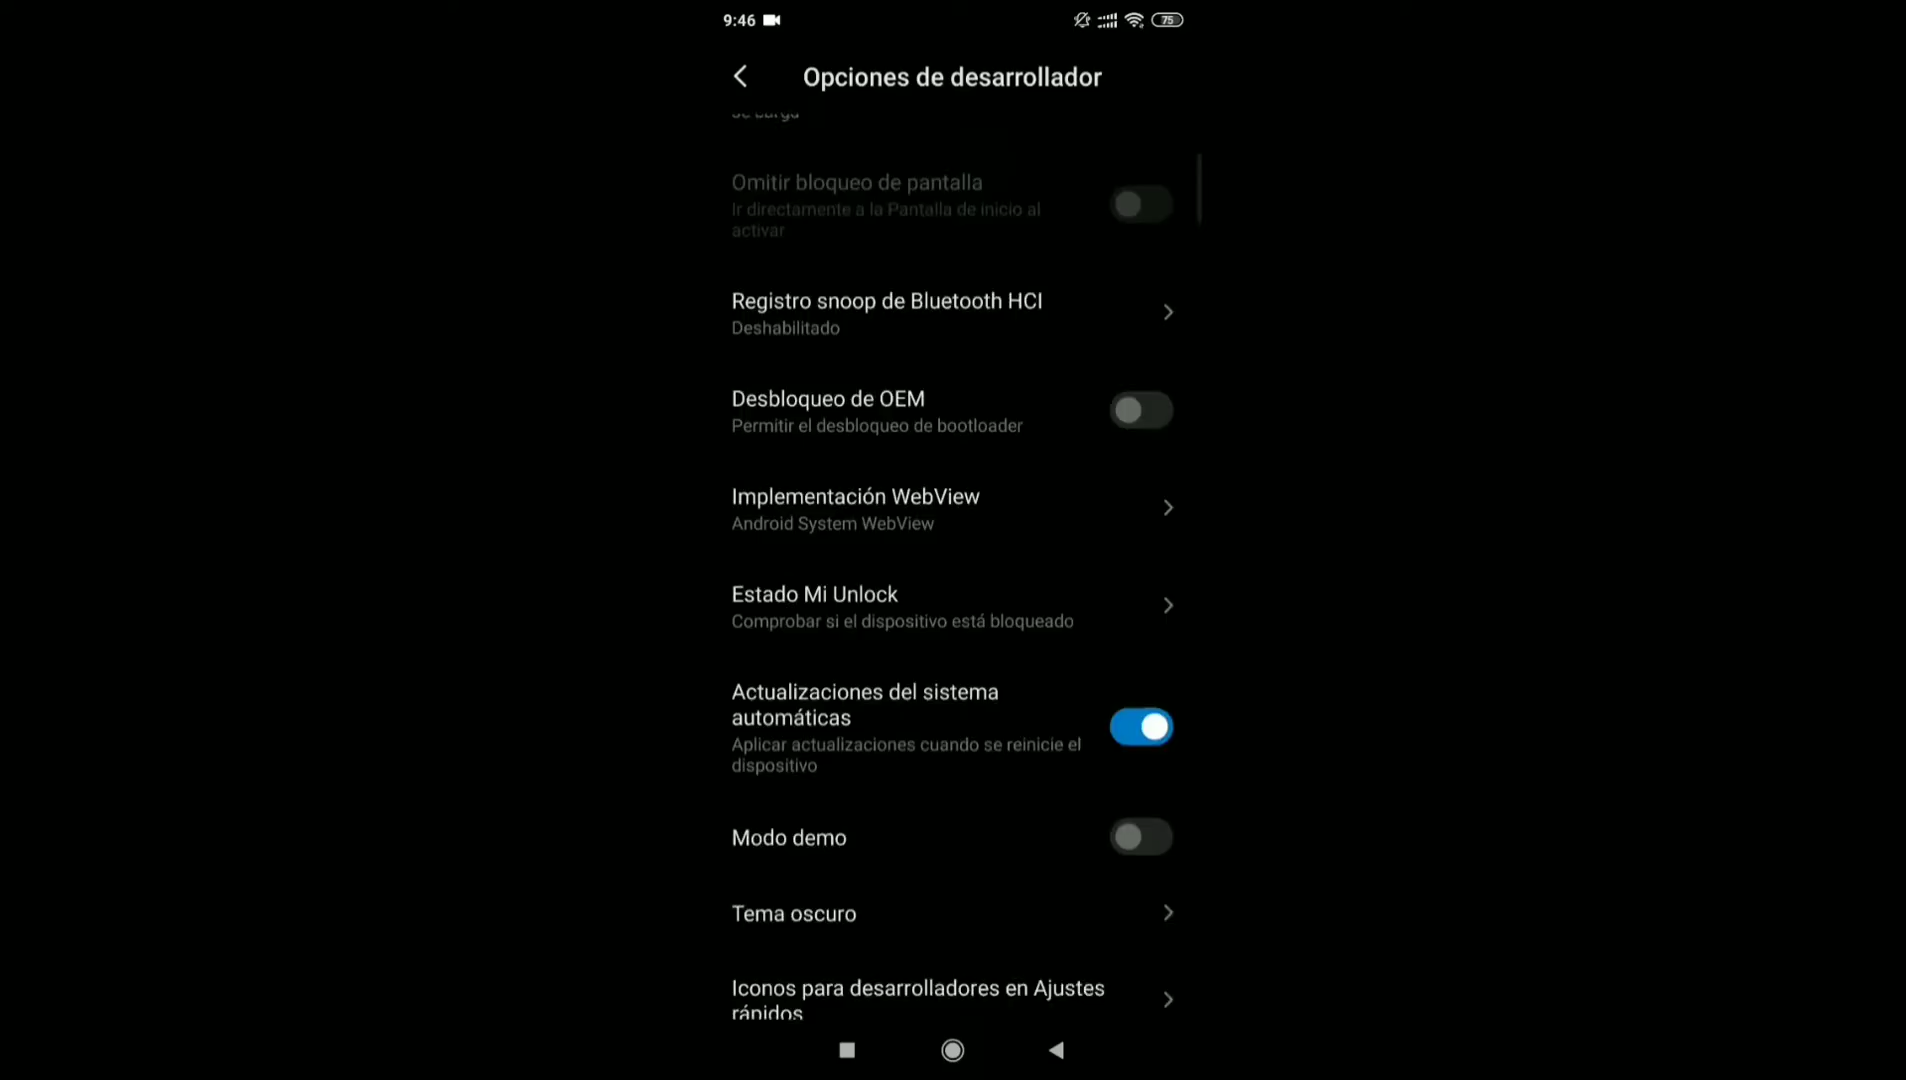 9:46
75
Opciones de desarrollador
Omitir bloqueo de pantalla
Ir directamente a la Pantalla de inicio al
activar
Registro snoop de Bluetooth HCI
Deshabilitado
Desbloqueo de OEM
Permitir el desbloqueo de bootloader
Implementación WebView
Android System WebView
Estado Mi Unlock
Comprobar si el dispositivo está bloqueado
Actualizaciones del sistema
automáticas
Aplicar actualizaciones cuando se reinicie el
dispositivo
Modo demo
Tema oscuro
Iconos para desarrolladores en Ajustes
rápidos